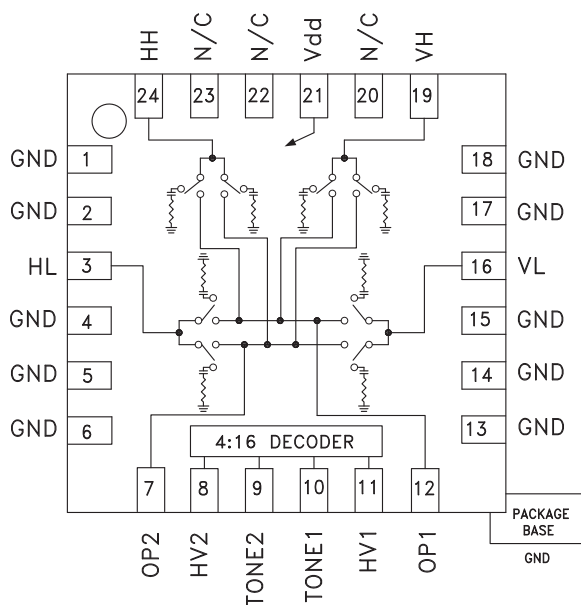 HH N/C N/C Vdd N/C VH
24 23 22 21 20 19
GND 1 18 GND
GND 2 17 GND
HL 3 16 VL
GND 4 15 GND
GND 5 14 GND
GND 6 13 GND
4:16 DECODER
7 8 9 10 11 12
OP2 HV2 TONE2 TONE1 HV1 OP1
PACKAGE
BASE
GND